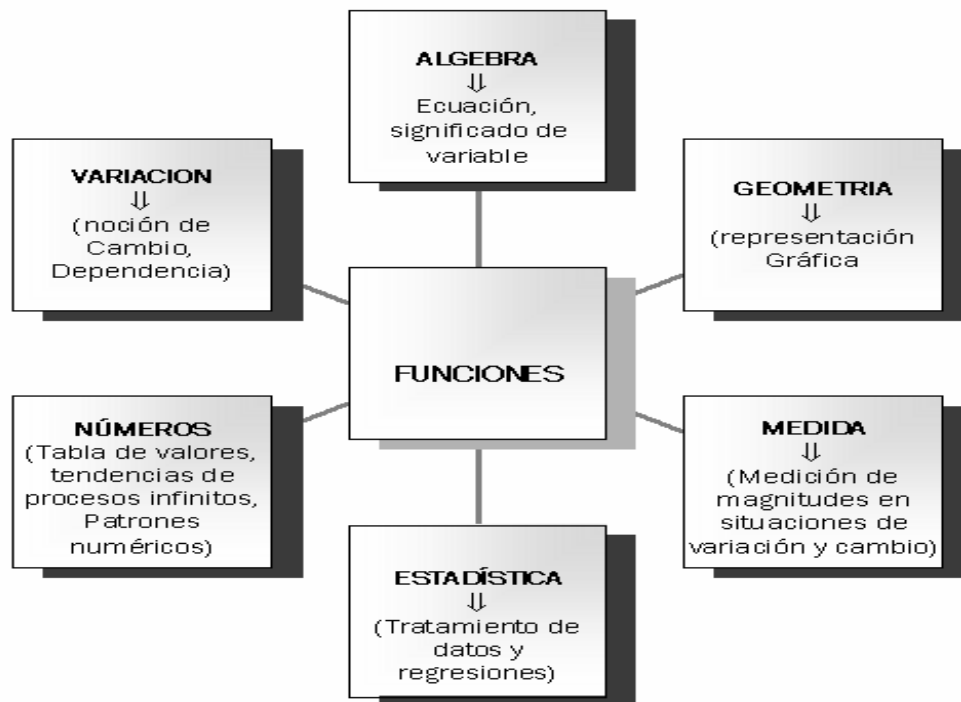 ALGEBRA
⇓
Ecuación,
significado de
variable
VARIACION
⇓
(noción de
Cambio,
Dependencia)
GEOMETRIA
⇓
(representación
Gráfica
FUNCIONES
NÚMEROS
(Tabla de valores,
tendencias de
procesos infinitos,
Patrones
numéricos)
MEDIDA
⇓
(Medición de
magnitudes en
situaciones de
variación y cambio)
ESTADÍSTICA
⇓
(Tratamiento de
datos y
regresiones)